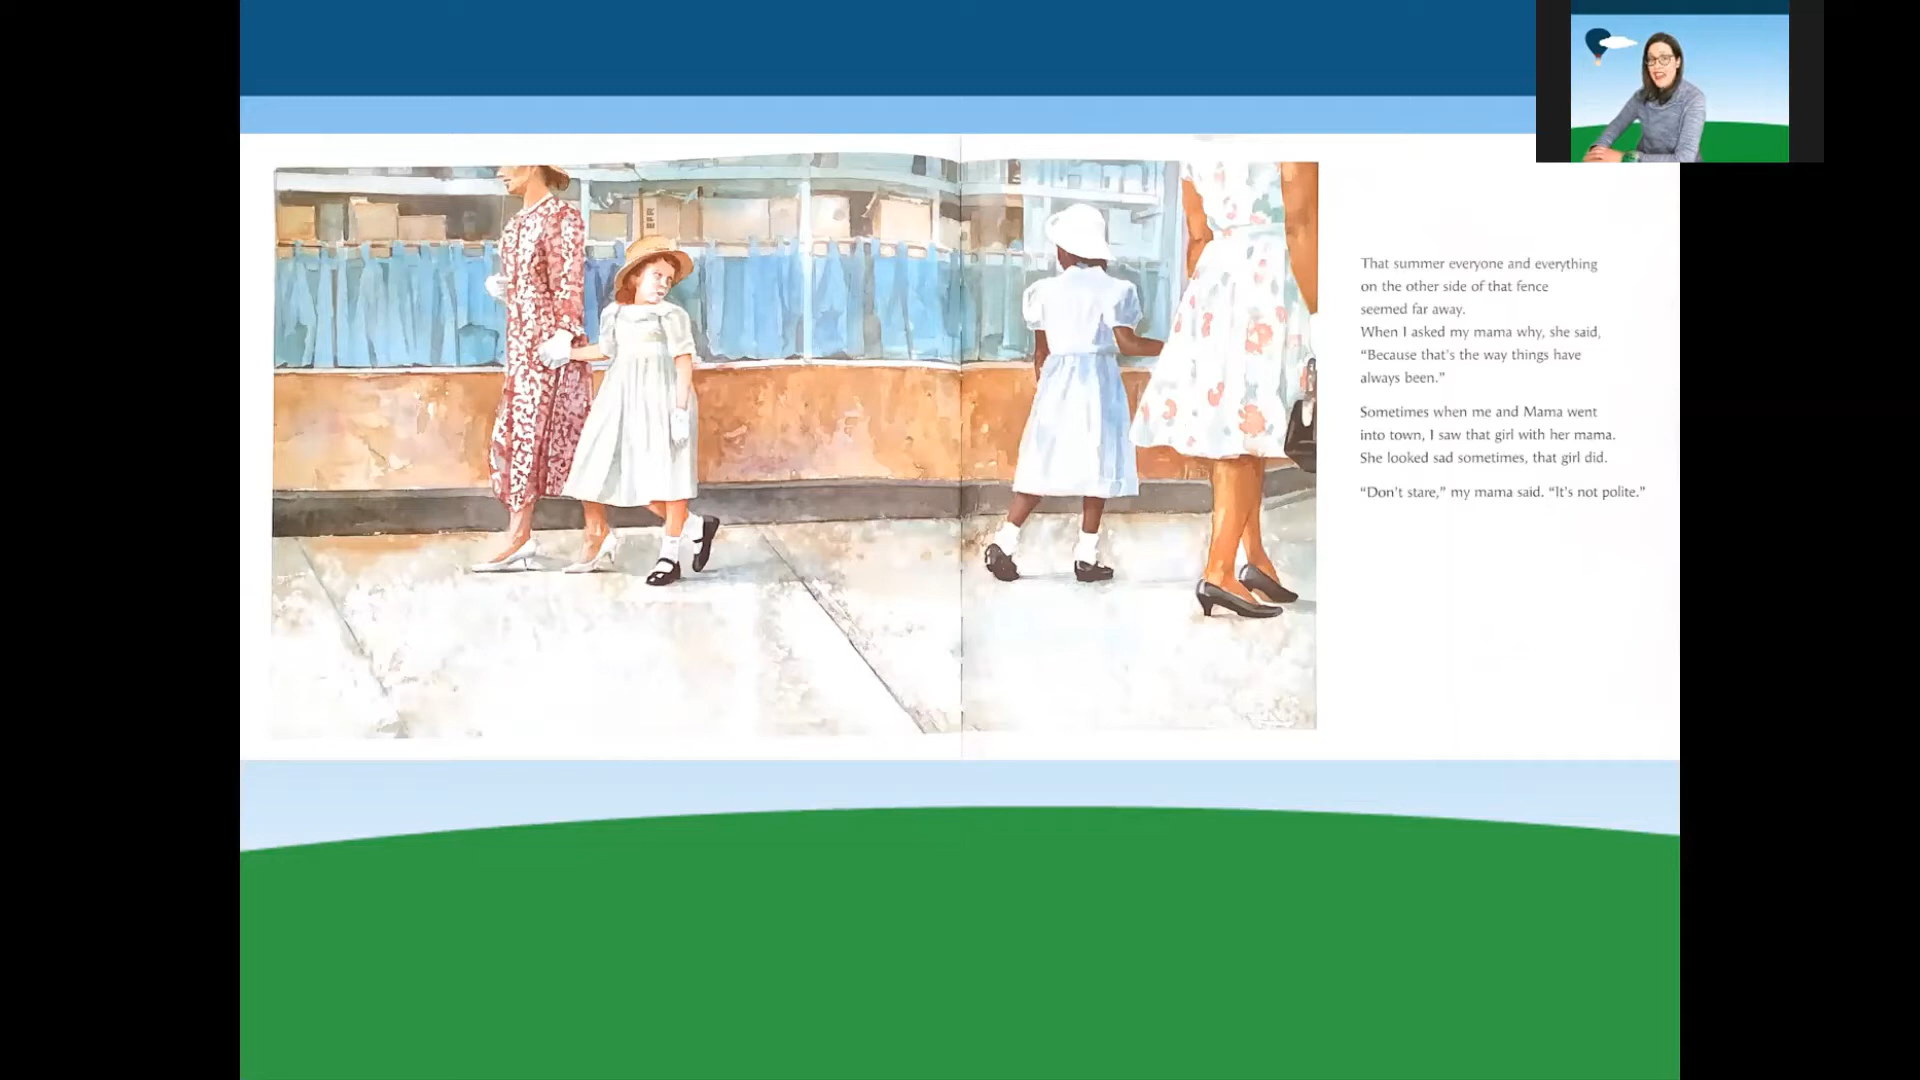 That summer everyone and everything
on the other side of that fence
seemed far away.
When I asked my mama why, she said,
“Because that's the way things have
always been.”
Sometimes when me and Mama went
into town, I saw that girl with her mama.
She looked sad sometimes, that girl did.
“Don't stare,” my mama said. “It's not polite.”